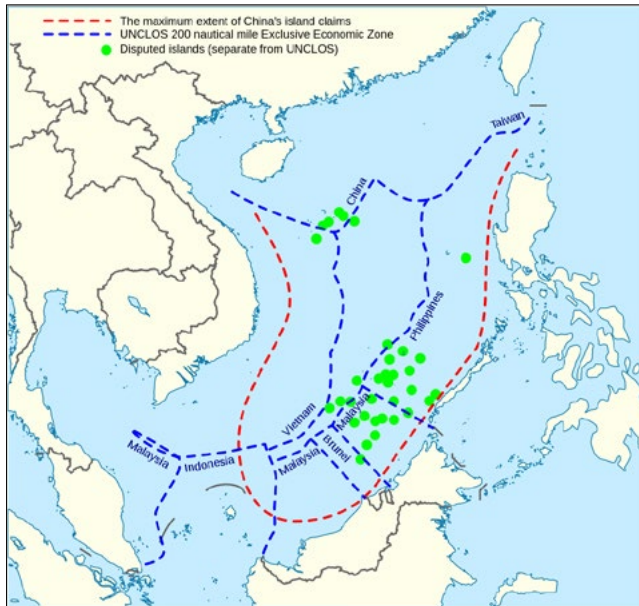 The maximum extent of China's island claims
UNCLOS 200 nautical mile Exclusive Economic Zone
Disputed islands (separate from UNCLOS)
Taiwan
China
Philippines
Vietnam
Malaysia
Malaysia
Indonesia
Malaysia
Brunei